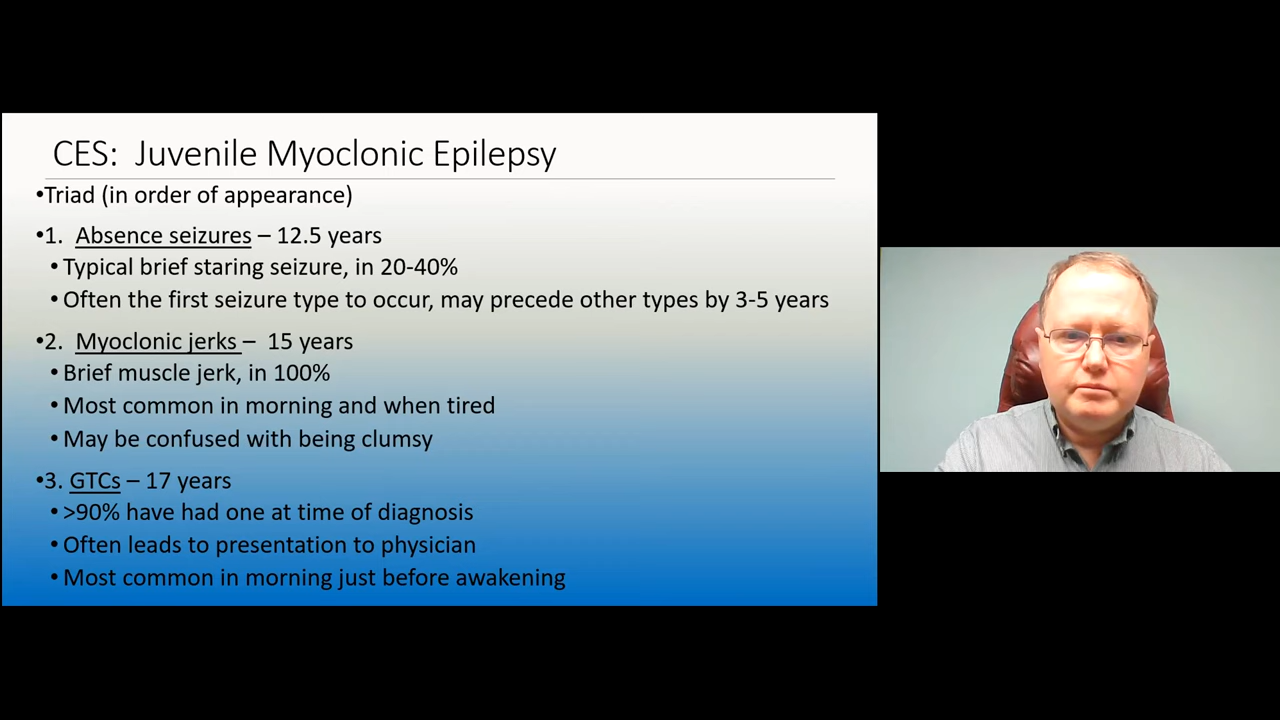 CES: Juvenile Myoclonic Epilepsy
•Triad (in order of appearance)
•1. Absence seizures – 12.5 years
•Typical brief staring seizure, in 20-40%
•Often the first seizure type to occur, may precede other types by 3-5 years
•2. Myoclonic jerks – 15 years
•Brief muscle jerk, in 100%
•Most common in morning and when tired
•May be confused with being clumsy
•3. GTCs – 17 years
•>90% have had one at time of diagnosis
•Often leads to presentation to physician
•Most common in morning just before awakening